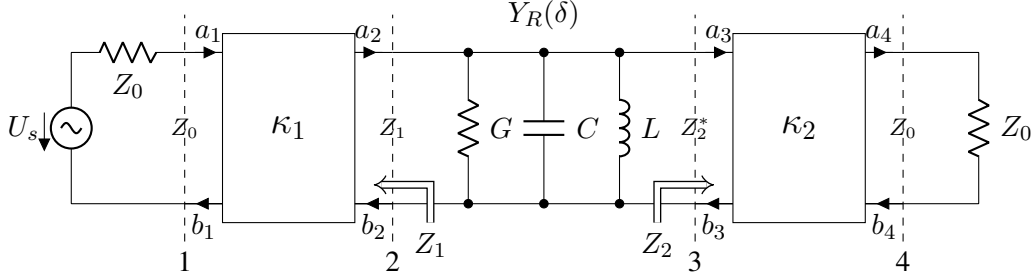 Y_R(δ)
a_1 a_2 a_3 a_4
Z_0
U_s Z_0 κ_1 Z_1 G C L Z_2^* κ_2 Z_0 Z_0
b_1 b_2 Z_1 Z_2 b_3 b_4
1 2 3 4